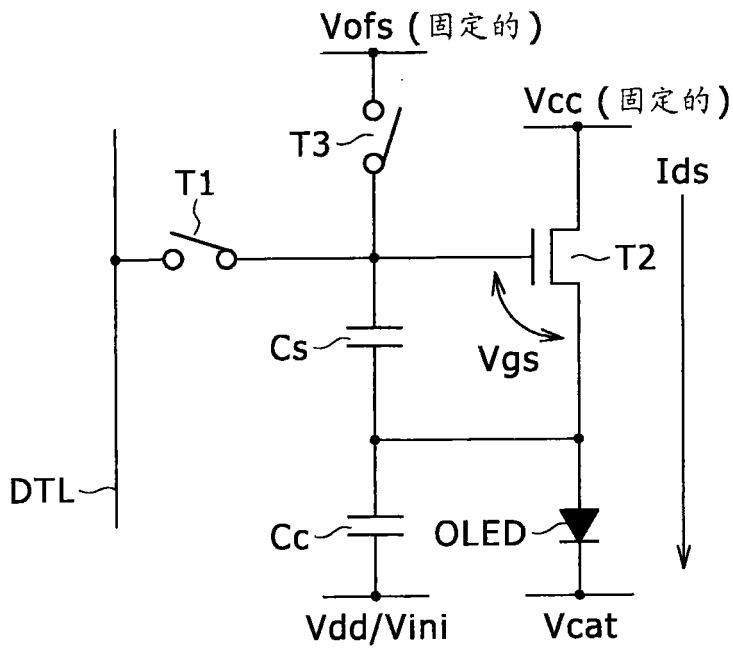 Vofs (固定的)
Vcc (固定的)
T3
Ids
T1
T2
Cs
Vgs
DTL
Cc
OLED
Vdd/Vini
Vcat